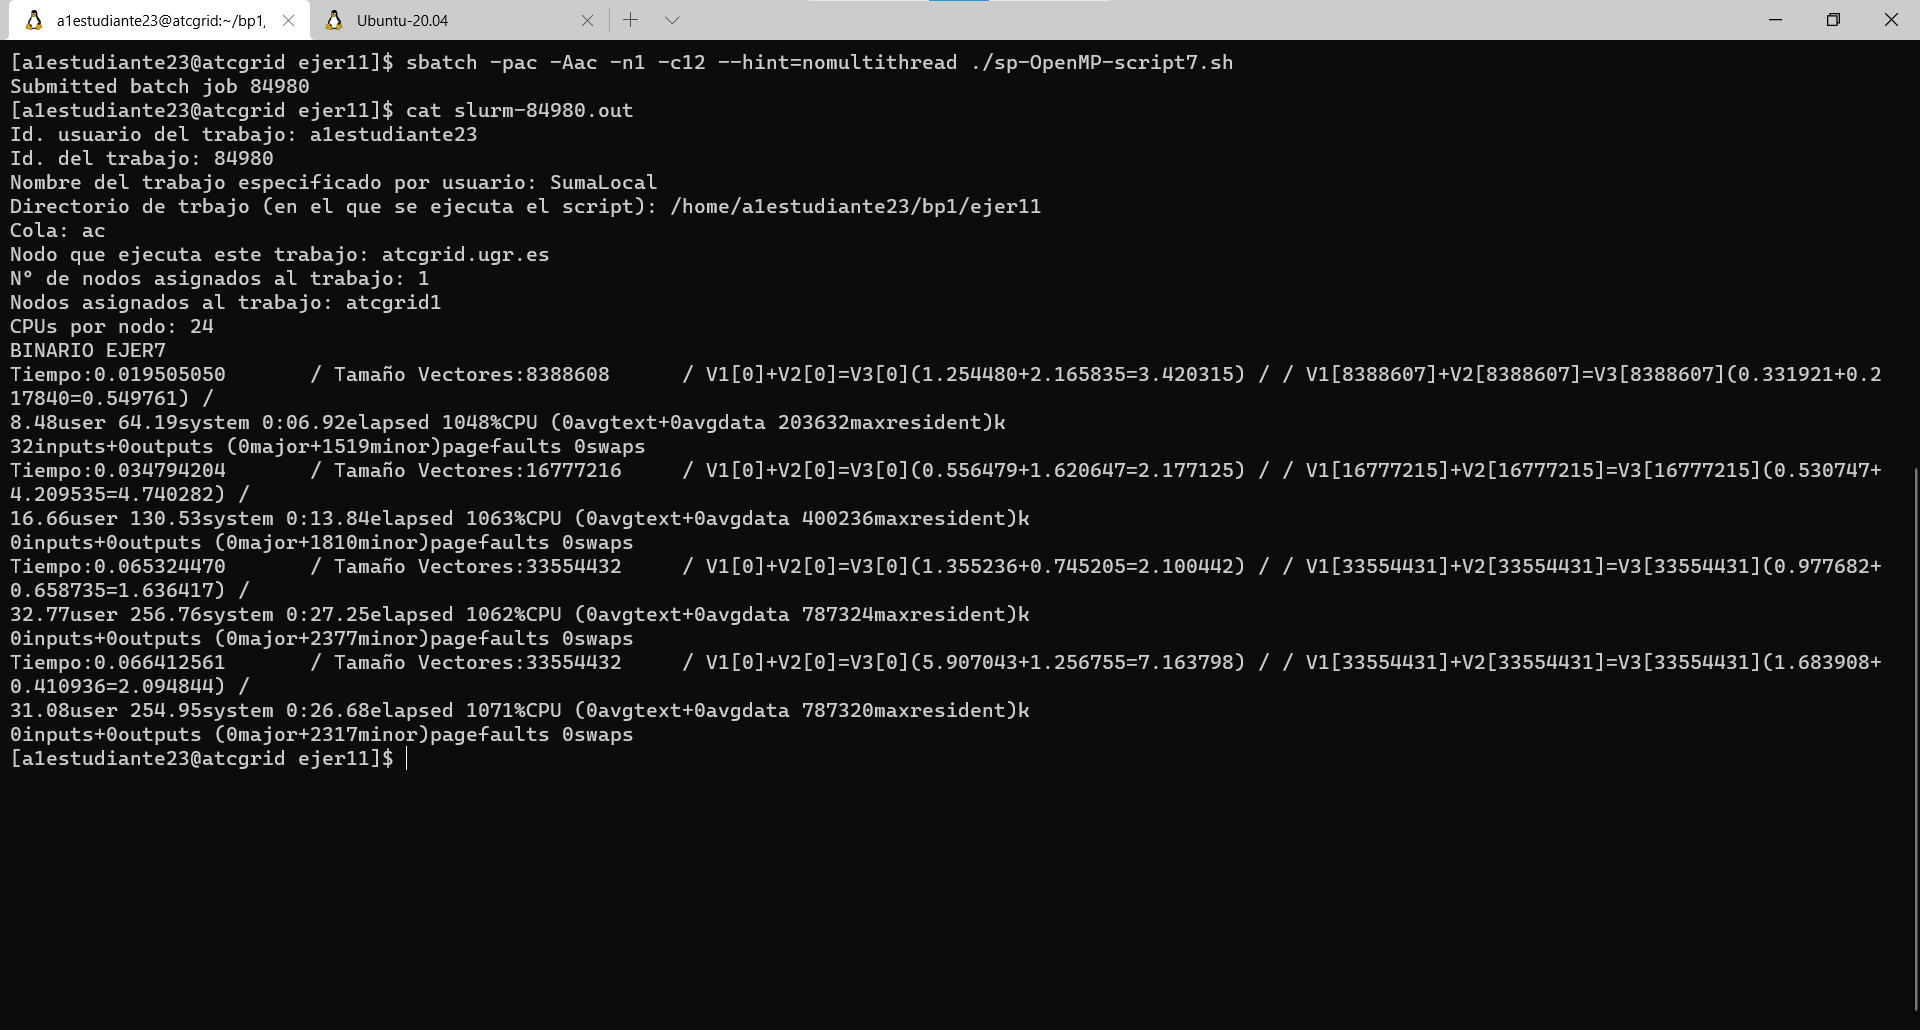 a1estudiante23@atcgrid:~/bp1,
Ubuntu-20.04
[a1estudiante23@atcgrid ejer11]$ sbatch -pac -Aac -n1 -c12 --hint=nomultithread ./sp-OpenMP-script7.sh
Submitted batch job 84980
[a1estudiante23@atcgrid ejer11]$ cat slurm-84980.out
Id. usuario del trabajo: a1estudiante23
Id. del trabajo: 84980
Nombre del trabajo especificado por usuario: SumaLocal
Directorio de trbajo (en el que se ejecuta el script): /home/a1estudiante23/bp1/ejer11
Cola: ac
Nodo que ejecuta este trabajo: atcgrid.ugr.es
Nº de nodos asignados al trabajo: 1
Nodos asignados al trabajo: atcgrid1
CPUs por nodo: 24
BINARIO EJER7
Tiempo:0.019505050       / Tamaño Vectores:8388608      / V1[0]+V2[0]=V3[0](1.254480+2.165835=3.420315) / / V1[8388607]+V2[8388607]=V3[8388607](0.331921+0.2
17840=0.549761) /
8.48user 64.19system 0:06.92elapsed 1048%CPU (0avgtext+0avgdata 203632maxresident)k
32inputs+0outputs (0major+1519minor)pagefaults 0swaps
Tiempo:0.034794204       / Tamaño Vectores:16777216     / V1[0]+V2[0]=V3[0](0.556479+1.620647=2.177125) / / V1[16777215]+V2[16777215]=V3[16777215](0.530747+
4.209535=4.740282) /
16.66user 130.53system 0:13.84elapsed 1063%CPU (0avgtext+0avgdata 400236maxresident)k
0inputs+0outputs (0major+1810minor)pagefaults 0swaps
Tiempo:0.065324470       / Tamaño Vectores:33554432     / V1[0]+V2[0]=V3[0](1.355236+0.745205=2.100442) / / V1[33554431]+V2[33554431]=V3[33554431](0.977682+
0.658735=1.636417) /
32.77user 256.76system 0:27.25elapsed 1062%CPU (0avgtext+0avgdata 787324maxresident)k
0inputs+0outputs (0major+2377minor)pagefaults 0swaps
Tiempo:0.066412561       / Tamaño Vectores:33554432     / V1[0]+V2[0]=V3[0](5.907043+1.256755=7.163798) / / V1[33554431]+V2[33554431]=V3[33554431](1.683908+
0.410936=2.094844) /
31.08user 254.95system 0:26.68elapsed 1071%CPU (0avgtext+0avgdata 787320maxresident)k
0inputs+0outputs (0major+2317minor)pagefaults 0swaps
[a1estudiante23@atcgrid ejer11]$